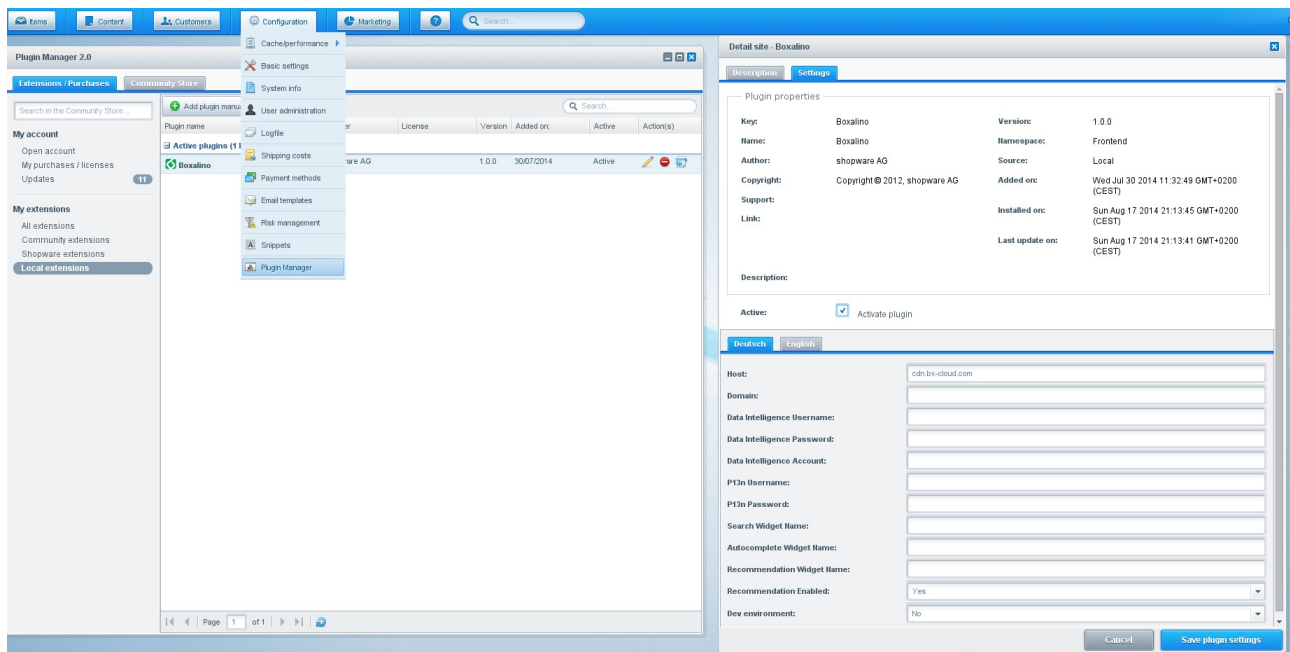 Items Content Customers Configuration Marketing ? Search...
Cache/performance
Basic settings
System info
User administration
Logfile
Shipping costs
Payment methods
Email templates
Risk management
Snippets
Plugin Manager
Plugin Manager 2.0
Extensions / Purchases Community Store
Search in the Community Store...
My account
Open account
My purchases / licenses
Updates 11
My extensions
All extensions
Community extensions
Shopware extensions
Local extensions
Add plugin manu Search...
Plugin name License Version Added on: Active Action(s)
Active plugins (1
Boxalino are AG 1.0.0 30/07/2014 Active
Page 1 of 1
Detail site - Boxalino
Description Settings
Plugin properties
Key: Boxalino Version: 1.0.0
Name: Boxalino Namespace: Frontend
Author: shopware AG Source: Local
Copyright: Copyright © 2012, shopware AG Added on: Wed Jul 30 2014 11:32:49 GMT+0200
(CEST)
Support:
Link: Installed on: Sun Aug 17 2014 21:13:45 GMT+0200
(CEST)
Last update on: Sun Aug 17 2014 21:13:41 GMT+0200
(CEST)
Description:
Active: Activate plugin
Deutsch English
Host: cdn.bx-cloud.com
Domain:
Data Intelligence Username:
Data Intelligence Password:
Data Intelligence Account:
P13n Username:
P13n Password:
Search Widget Name:
Autocomplete Widget Name:
Recommendation Widget Name:
Recommendation Enabled: Yes
Dev environment: No
Cancel Save plugin settings